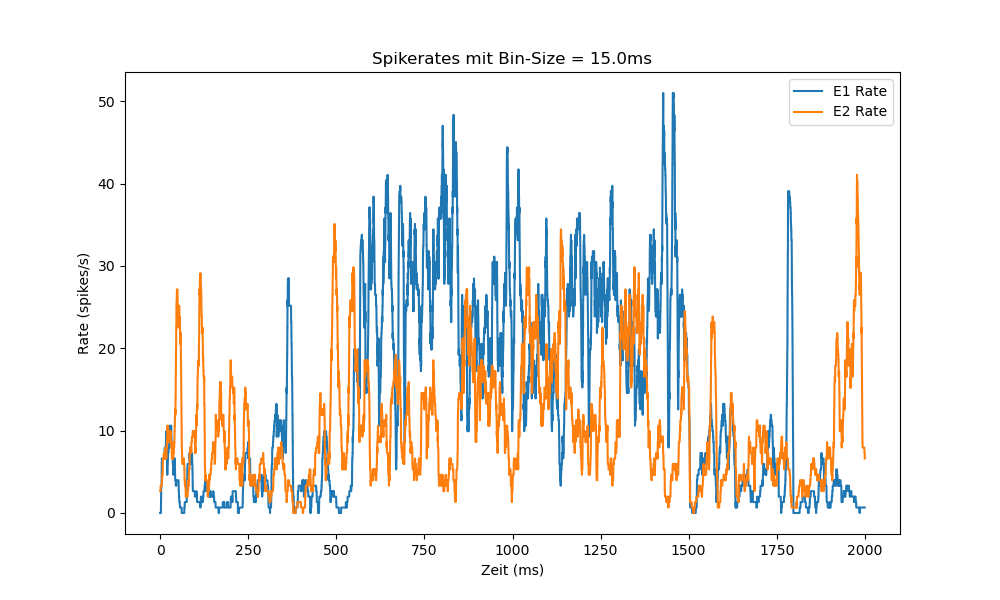 Spikerates mit Bin-Size = 15.0ms
E1 Rate
E2 Rate
Rate (spikes/s)
50
40
30
20
10
0
0 250 500 750 1000 1250 1500 1750 2000
Zeit (ms)